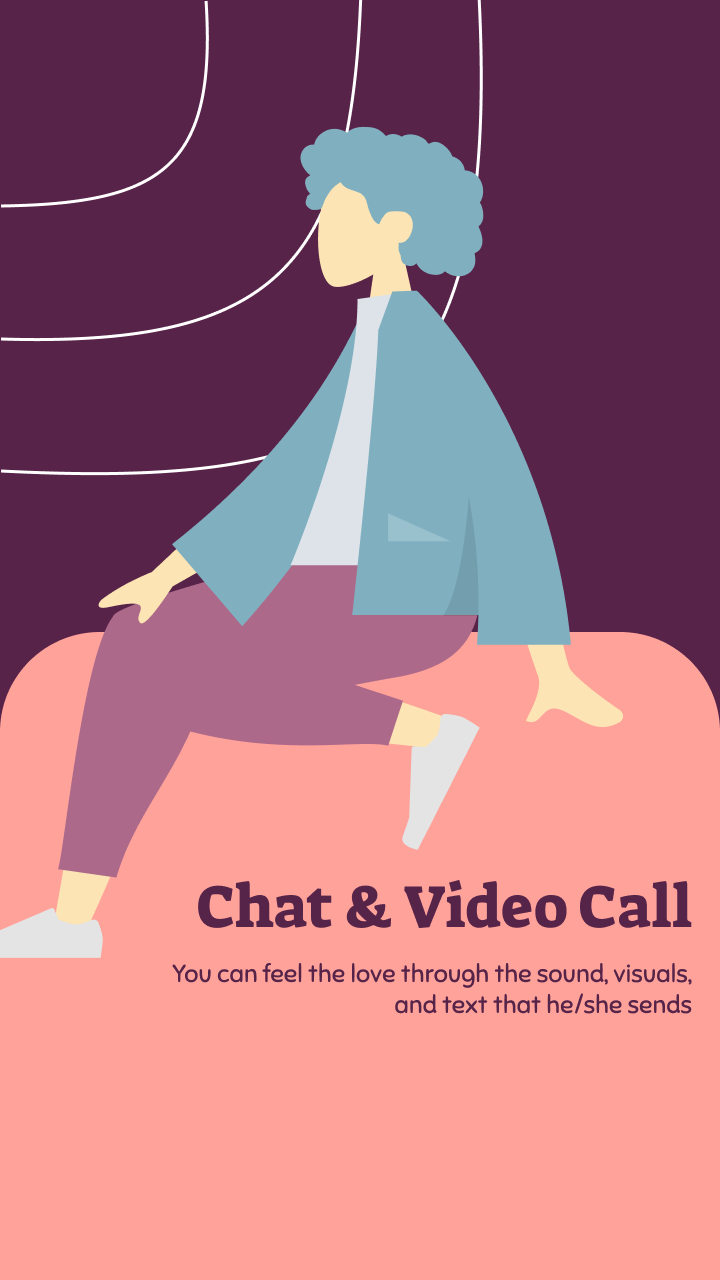 Chat & Video Call
You can feel the love through the sound, visuals,
and text that he/she sends